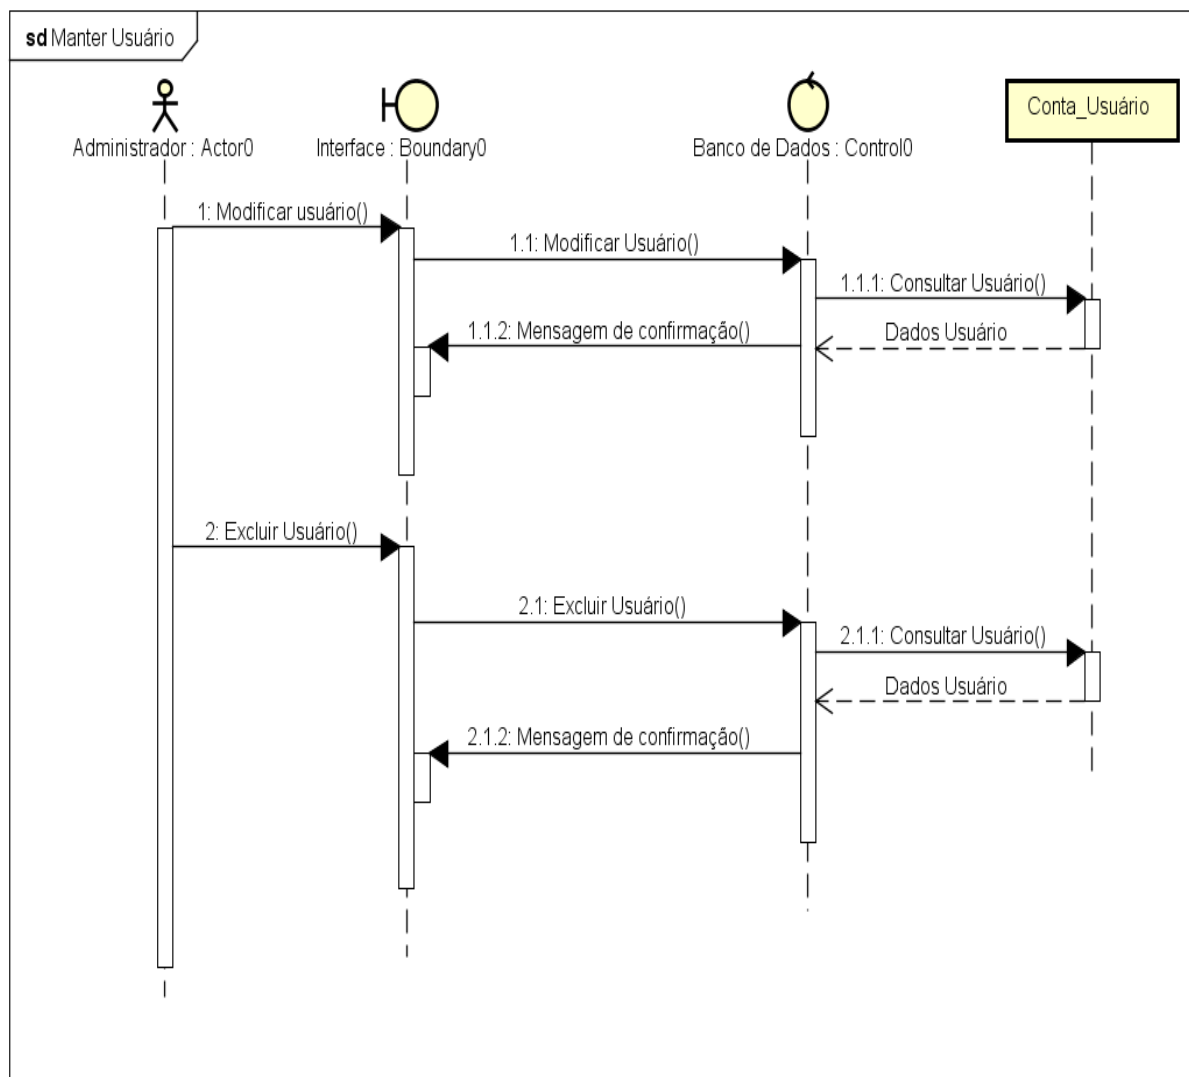 sd Manter Usuário
Administrador : Actor0
Interface : Boundary0
Banco de Dados : Control0
Conta_Usuário
1: Modificar usuário()
1.1: Modificar Usuário()
1.1.1: Consultar Usuário()
Dados Usuário
1.1.2: Mensagem de confirmação()
2: Excluir Usuário()
2.1: Excluir Usuário()
2.1.1: Consultar Usuário()
Dados Usuário
2.1.2: Mensagem de confirmação()